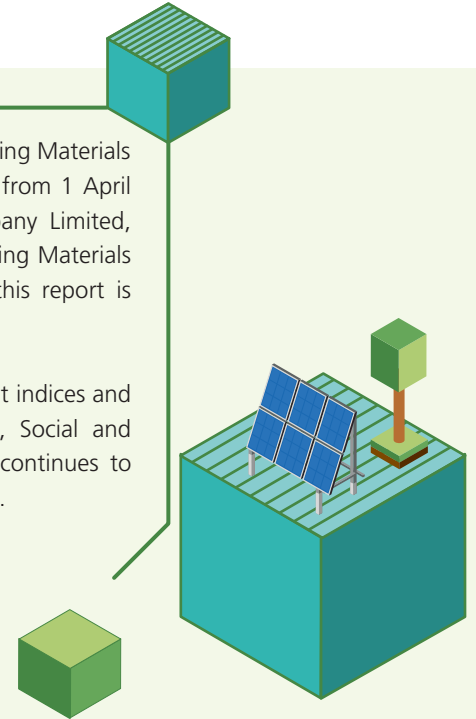 ing Materials
from 1 April
any Limited,
ing Materials
this report is
t indices and
, Social and
continues to
.